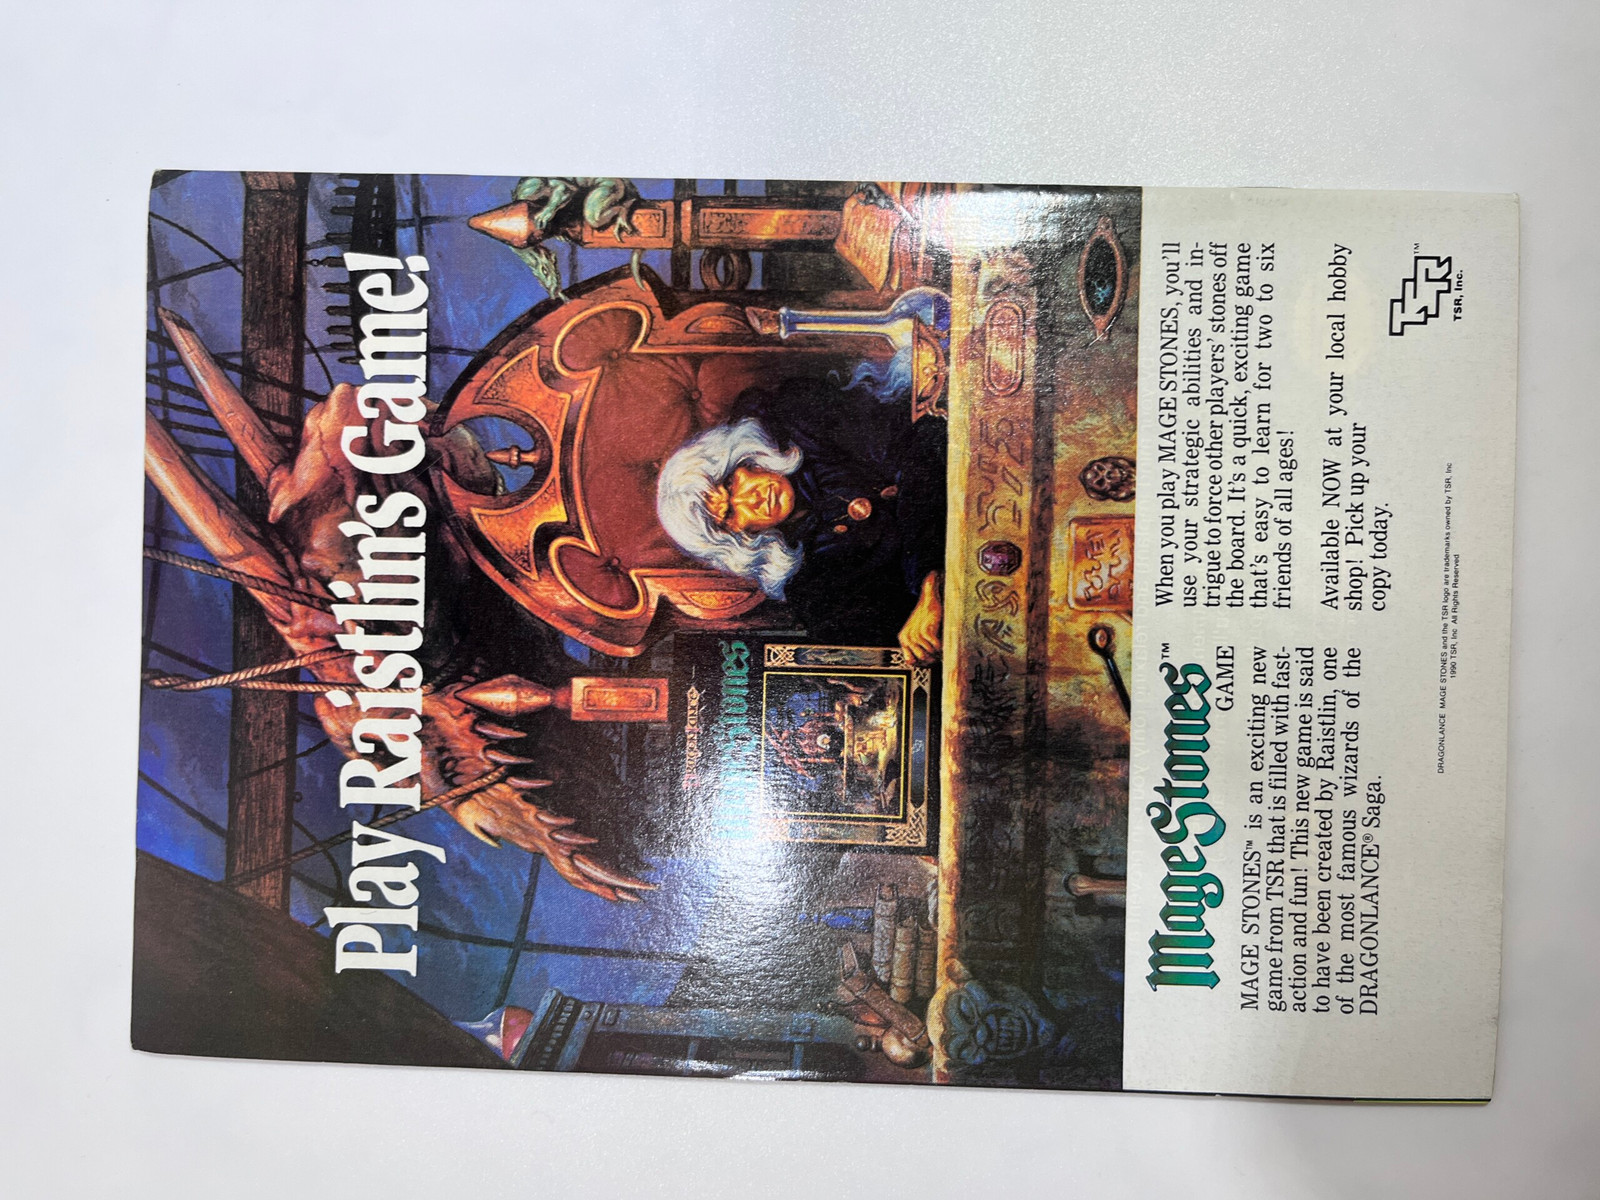 Play Raistlin's Game!
DRAGONLANCE
MageStones
MageStones™
GAME
MAGE STONES™ is an exciting new
game from TSR that is filled with fast-
action and fun! This new game is said
to have been created by Raistlin, one
of the most famous wizards of the
DRAGONLANCE® Saga.
When you play MAGE STONES, you'll
use your strategic abilities and in-
trigue to force other players' stones off
the board. It's a quick, exciting game
that's easy to learn for two to six
friends of all ages!
Available NOW at your local hobby
shop! Pick up your
copy today.
TSR™
TSR, Inc.
DRAGONLANCE MAGE STONES and the TSR logo are trademarks owned by TSR, Inc
1990 TSR, Inc All Rights Reserved